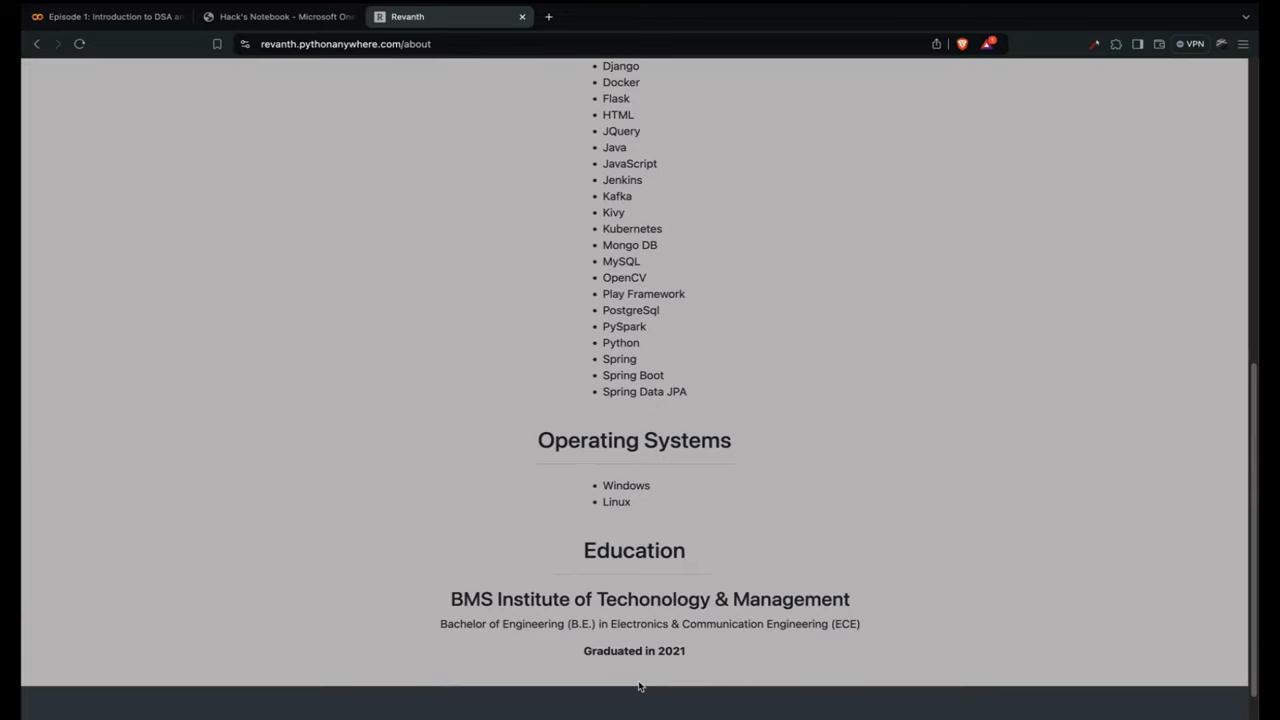 Episode 1: Introduction to DSA an
Hack's Notebook - Microsoft One
R Revanth
revanth.pythonanywhere.com/about
1
VPN
Django
Docker
Flask
HTML
JQuery
Java
JavaScript
Jenkins
Kafka
Kivy
Kubernetes
Mongo DB
MySQL
OpenCV
Play Framework
PostgreSql
PySpark
Python
Spring
Spring Boot
Spring Data JPA
Operating Systems
Windows
Linux
Education
BMS Institute of Techonology & Management
Bachelor of Engineering (B.E.) in Electronics & Communication Engineering (ECE)
Graduated in 2021